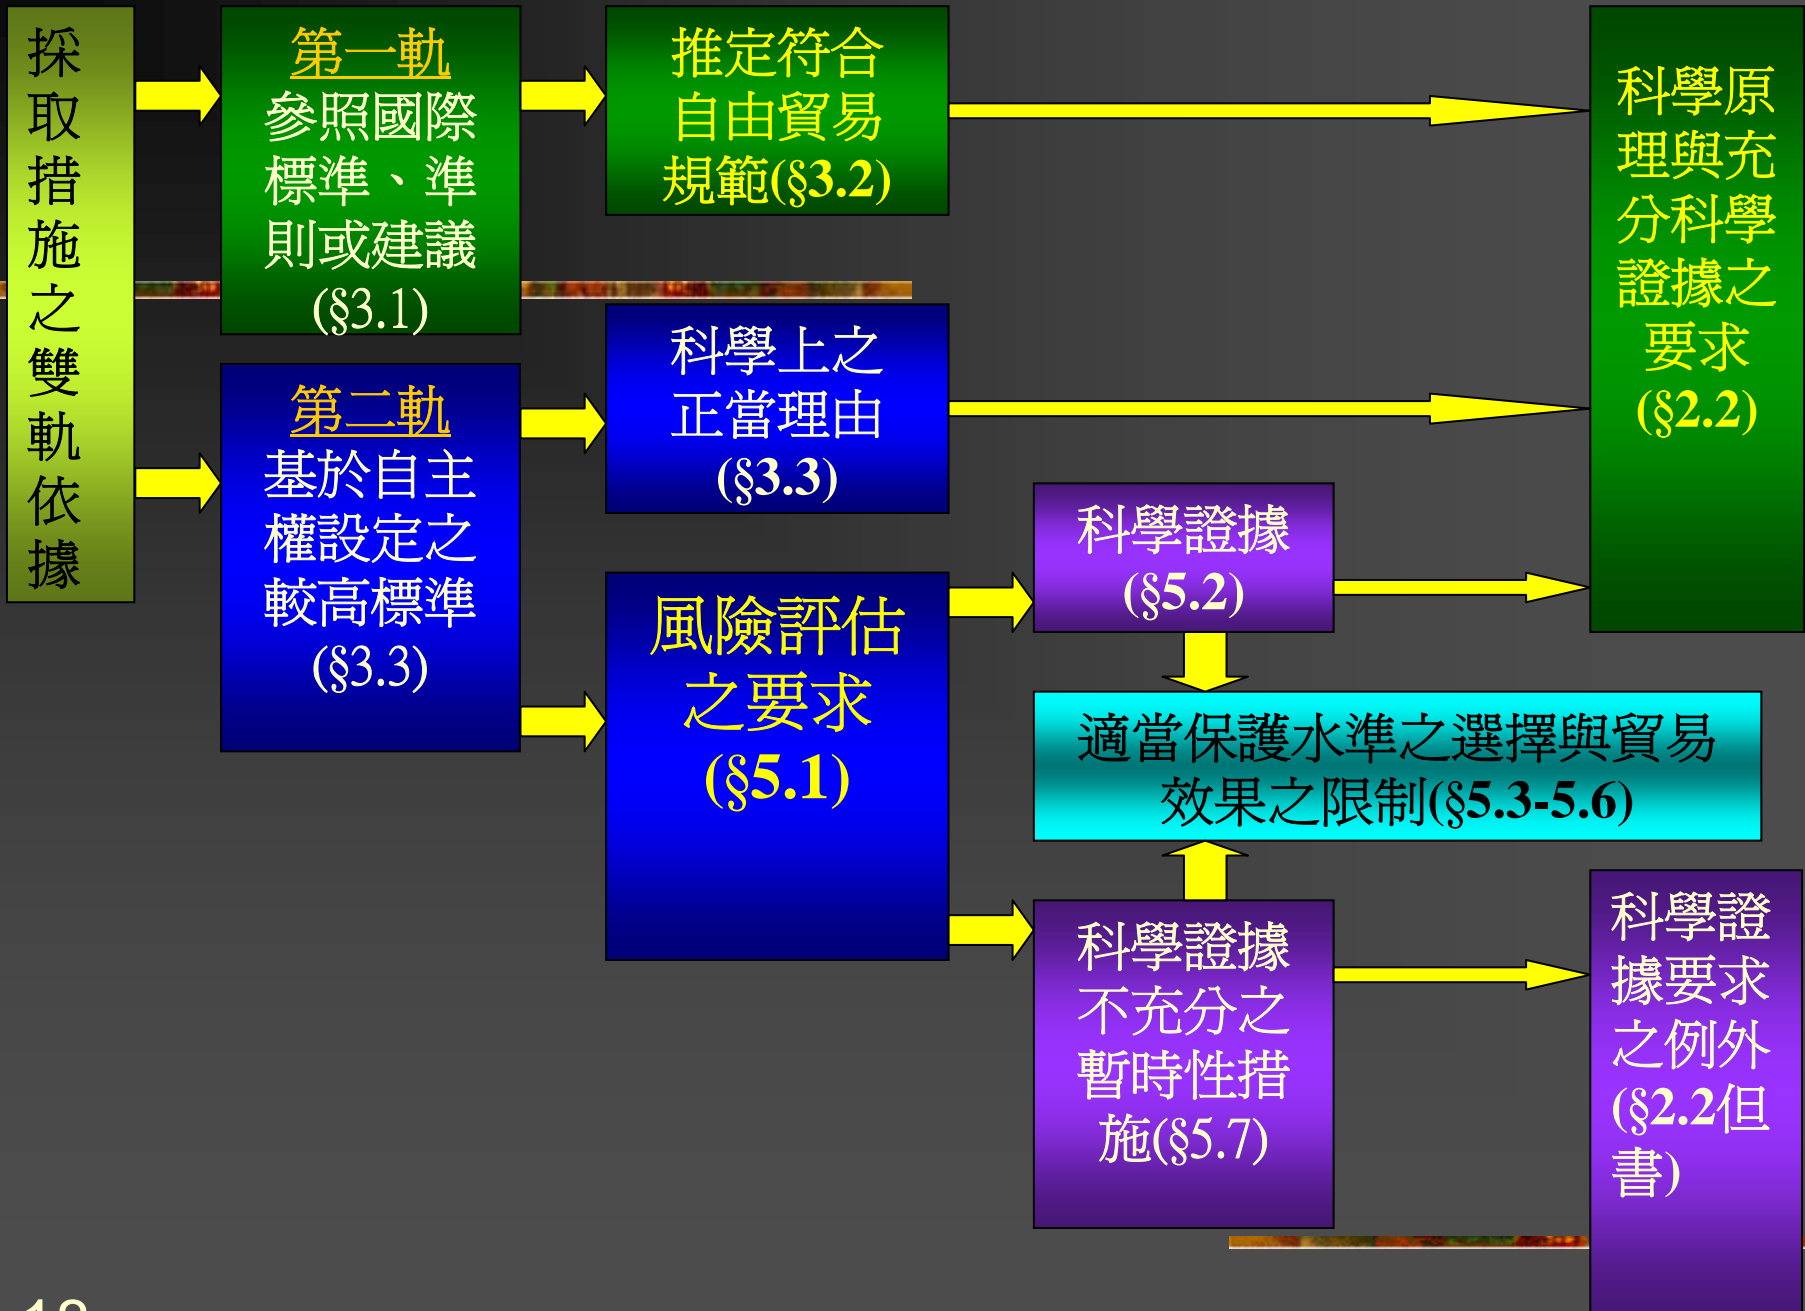 採取措施之雙軌依據
第一軌
參照國際
標準、準
則或建議
(§3.1)
推定符合
自由貿易
規範(§3.2)
科學原
理與充
分科學
證據之
要求
(§2.2)
第二軌
基於自主
權設定之
較高標準
(§3.3)
科學上之
正當理由
(§3.3)
風險評估
之要求
(§5.1)
科學證據
(§5.2)
適當保護水準之選擇與貿易
效果之限制(§5.3-5.6)
科學證據
不充分之
暫時性措
施(§5.7)
科學證
據要求
之例外
(§2.2但
書)